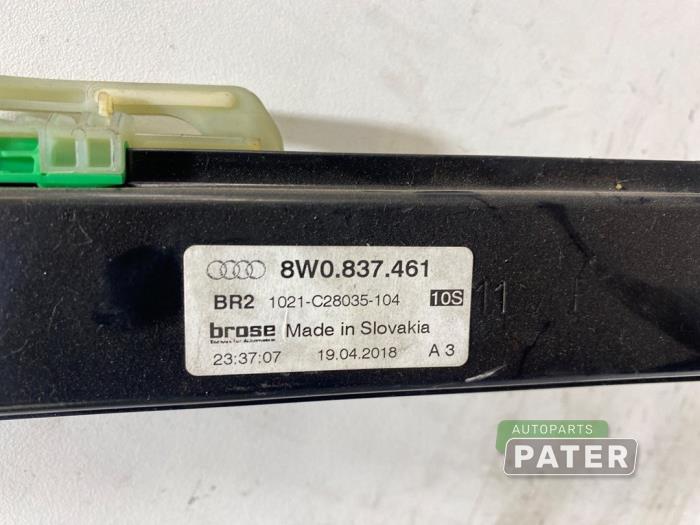 8W0.837.461
BR2 1021-C28035-104 10S
brose Made in Slovakia
23:37:07 19.04.2018 A 3
11
AUTOPARTS
PATER